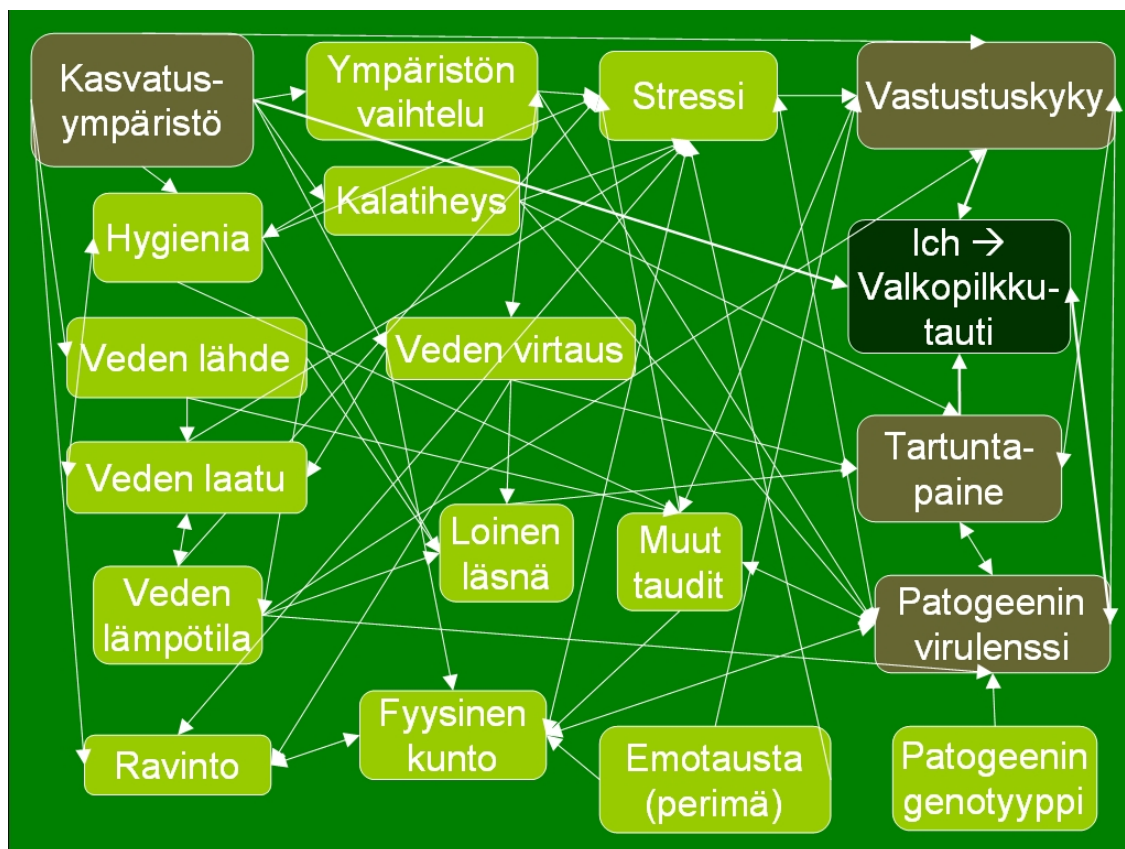 Kasvatus-
ympäristö
Ympäristön
vaihtelu
Stressi
Vastustuskyky
Kalatiheys
Hygienia
Ich →
Valkopilkku-
tauti
Veden lähde
Veden virtaus
Veden laatu
Tartunta-
paine
Loinen
läsnä
Muut
taudit
Veden
lämpötila
Patogeenin
virulenssi
Fyysinen
kunto
Ravinto
Emotausta
(perimä)
Patogeenin
genotyyppi